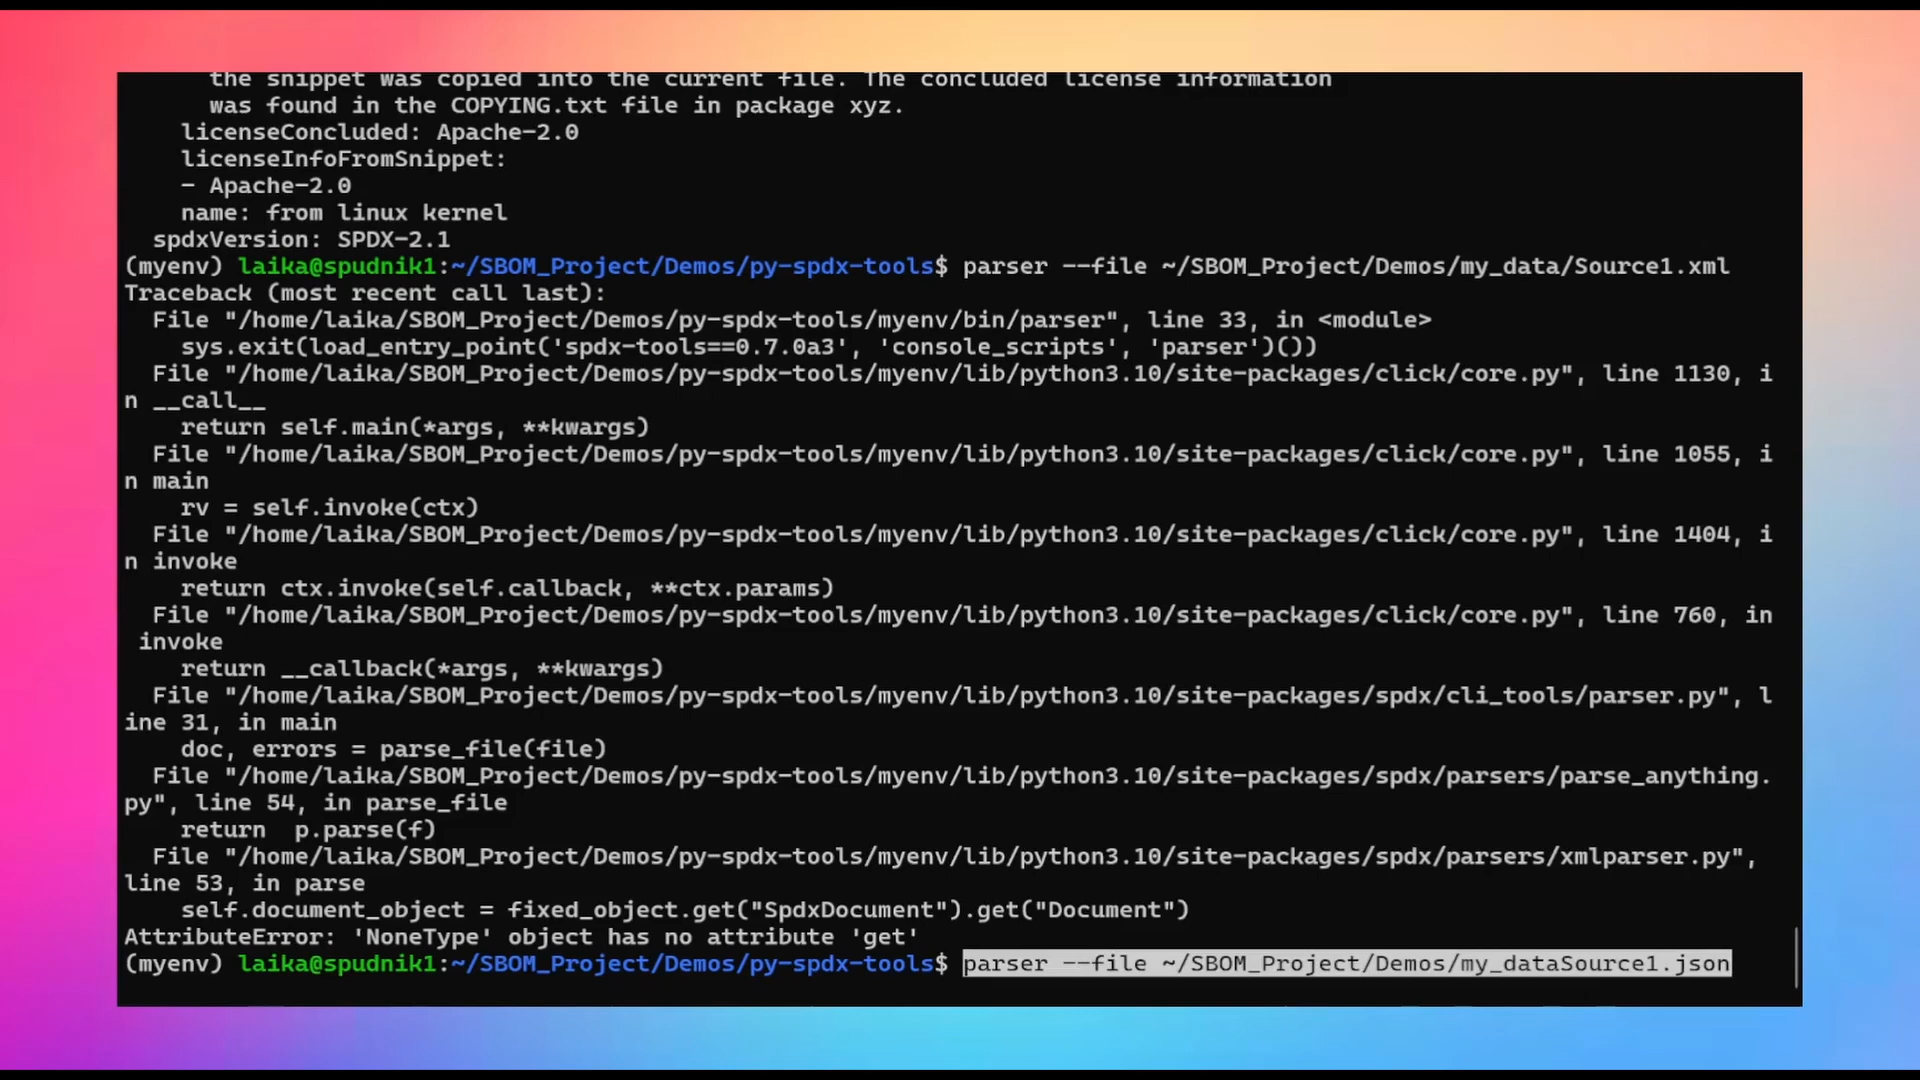 the snippet was copied into the current file. The concluded license information
was found in the COPYING.txt file in package xyz.
licenseConcluded: Apache-2.0
licenseInfoFromSnippet:
- Apache-2.0
name: from linux kernel
spdxVersion: SPDX-2.1
(myenv) laika@spudnik1:~/SBOM_Project/Demos/py-spdx-tools$ parser --file ~/SBOM_Project/Demos/my_data/Source1.xml
Traceback (most recent call last):
File "/home/laika/SBOM_Project/Demos/py-spdx-tools/myenv/bin/parser", line 33, in <module>
sys.exit(load_entry_point('spdx-tools==0.7.0a3', 'console_scripts', 'parser')())
File "/home/laika/SBOM_Project/Demos/py-spdx-tools/myenv/lib/python3.10/site-packages/click/core.py", line 1130, i
n __call__
return self.main(*args, **kwargs)
File "/home/laika/SBOM_Project/Demos/py-spdx-tools/myenv/lib/python3.10/site-packages/click/core.py", line 1055, i
n main
rv = self.invoke(ctx)
File "/home/laika/SBOM_Project/Demos/py-spdx-tools/myenv/lib/python3.10/site-packages/click/core.py", line 1404, i
n invoke
return ctx.invoke(self.callback, **ctx.params)
File "/home/laika/SBOM_Project/Demos/py-spdx-tools/myenv/lib/python3.10/site-packages/click/core.py", line 760, in
invoke
return __callback(*args, **kwargs)
File "/home/laika/SBOM_Project/Demos/py-spdx-tools/myenv/lib/python3.10/site-packages/spdx/cli_tools/parser.py", l
ine 31, in main
doc, errors = parse_file(file)
File "/home/laika/SBOM_Project/Demos/py-spdx-tools/myenv/lib/python3.10/site-packages/spdx/parsers/parse_anything.
py", line 54, in parse_file
return  p.parse(f)
File "/home/laika/SBOM_Project/Demos/py-spdx-tools/myenv/lib/python3.10/site-packages/spdx/parsers/xmlparser.py",
line 53, in parse
self.document_object = fixed_object.get("SpdxDocument").get("Document")
AttributeError: 'NoneType' object has no attribute 'get'
(myenv) laika@spudnik1:~/SBOM_Project/Demos/py-spdx-tools$ parser --file ~/SBOM_Project/Demos/my_dataSource1.json